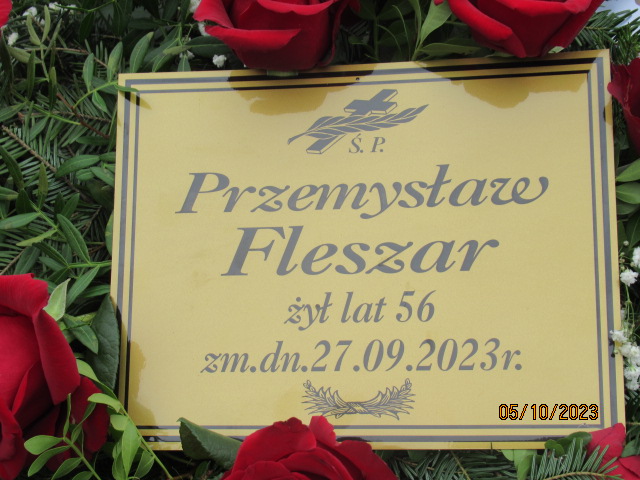 Ś. P.
Przemysław
Fleszar
żył lat 56
zm.dn.27.09.2023r.
05/10/2023